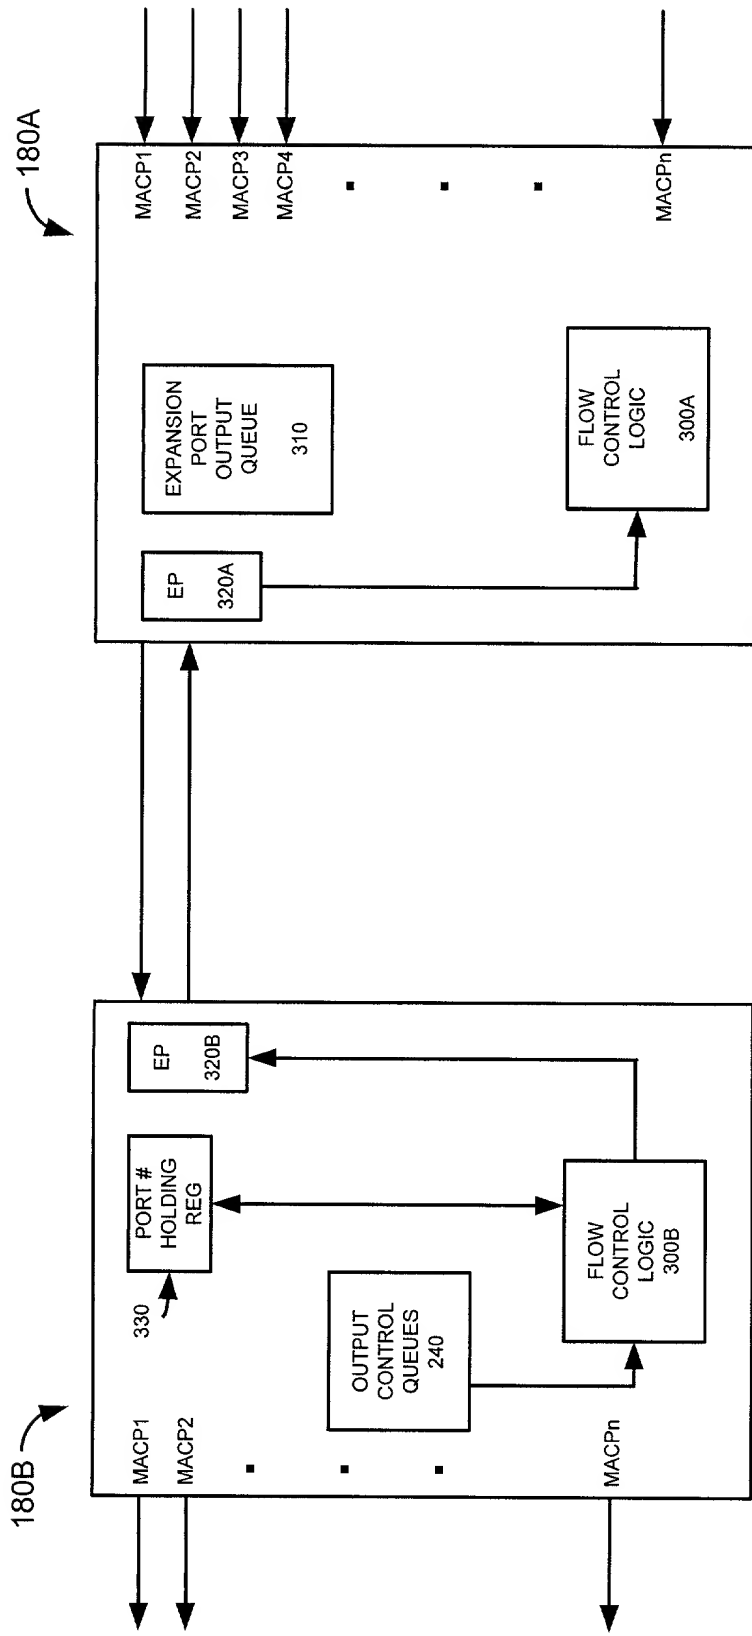 180A
MACP1
MACP2
MACP3
MACP4
MACPn
EXPANSION
PORT
OUTPUT
QUEUE
310
FLOW
CONTROL
LOGIC
300A
EP
320A
180B
EP
320B
PORT #
HOLDING
REG
330
FLOW
CONTROL
LOGIC
300B
OUTPUT
CONTROL
QUEUES
240
MACP1
MACP2
MACPn